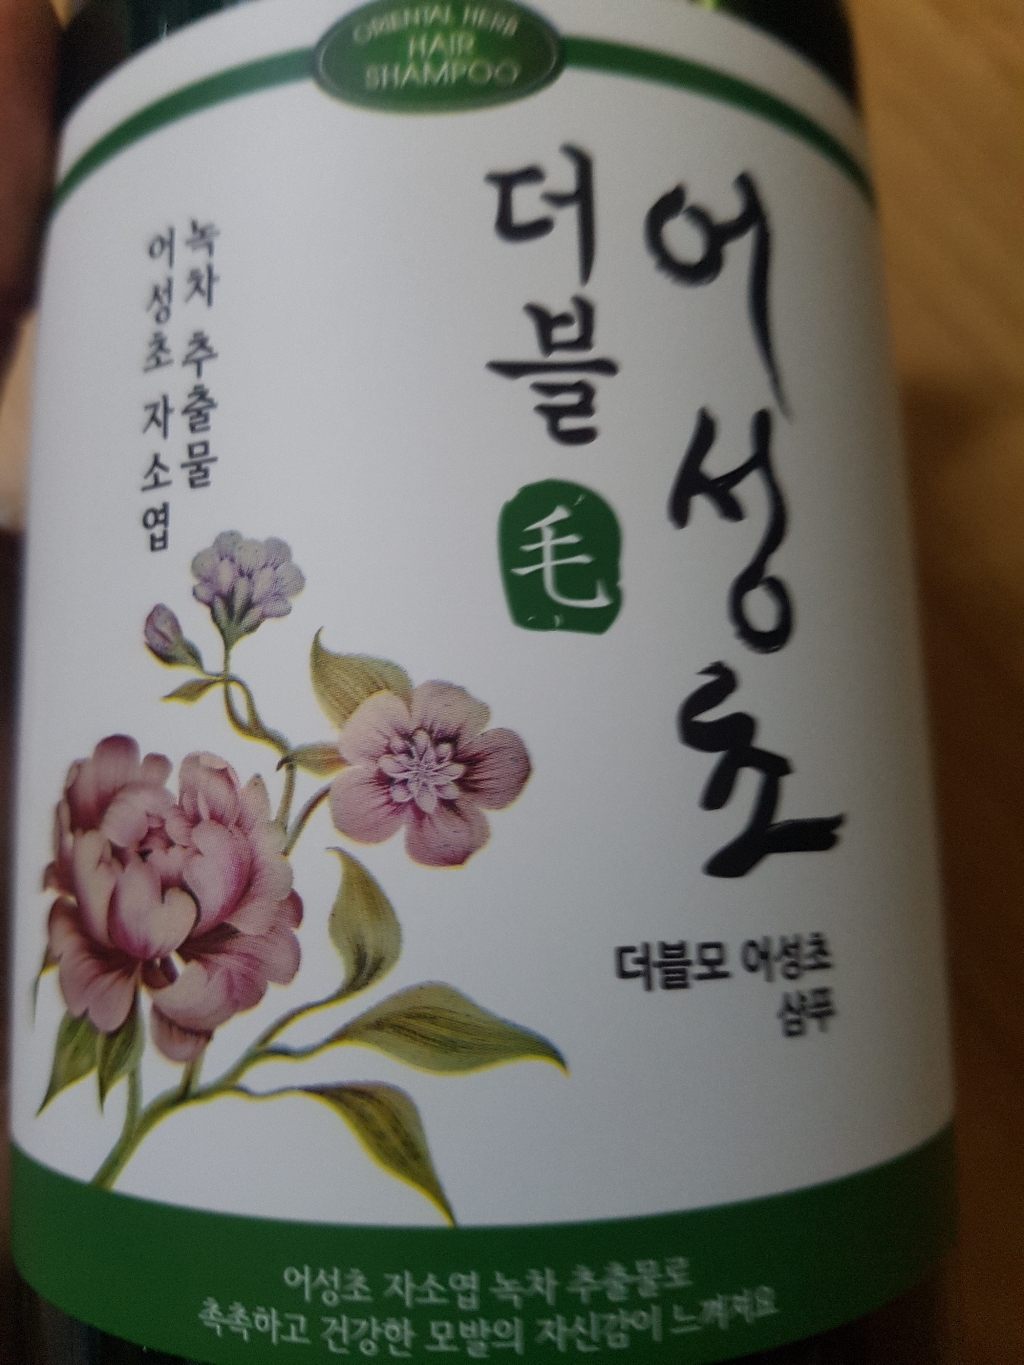 ORIENTAL HERB
HAIR
SHAMPOO
어성초
더블
毛
어성초 자소엽
녹차 추출물
더블모 어성초
샴푸
어성초 자소엽 녹차 추출물로
촉촉하고 건강한 모발의 자신감이 느껴져요